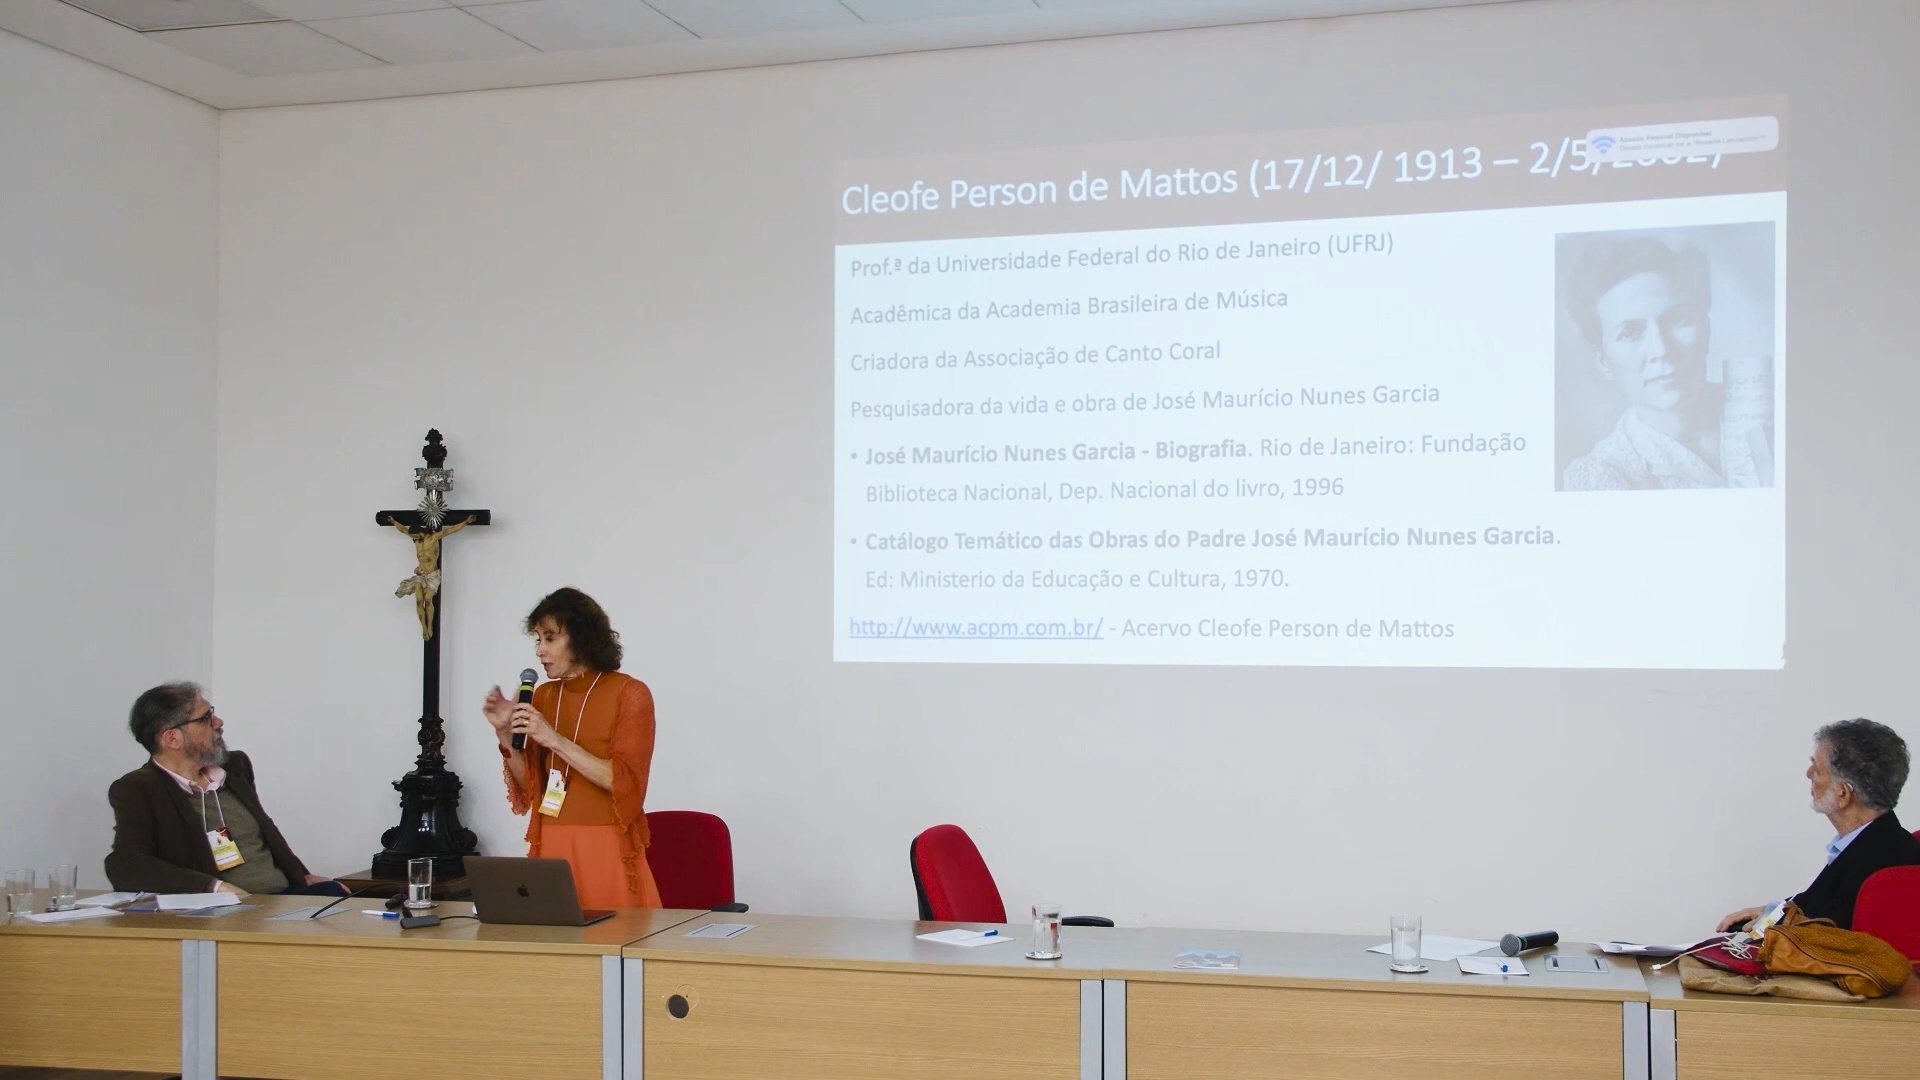 Cleofe Person de Mattos (17/12/ 1913 – 2/5/2002)
Prof.ª da Universidade Federal do Rio de Janeiro (UFRJ)
Acadêmica da Academia Brasileira de Música
Criadora da Associação de Canto Coral
Pesquisadora da vida e obra de José Maurício Nunes Garcia
• José Maurício Nunes Garcia - Biografia. Rio de Janeiro: Fundação
Biblioteca Nacional, Dep. Nacional do livro, 1996
• Catálogo Temático das Obras do Padre José Maurício Nunes Garcia.
Ed: Ministerio da Educação e Cultura, 1970.
http://www.acpm.com.br/ - Acervo Cleofe Person de Mattos